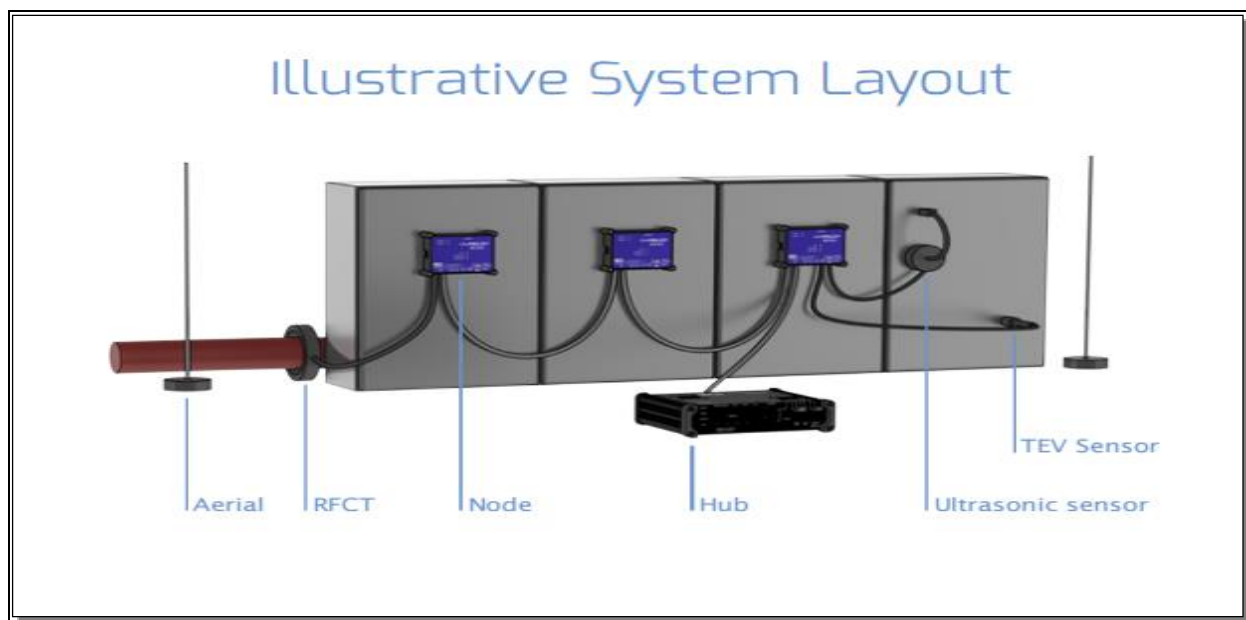 Illustrative System Layout
TEV Sensor
Aerial
RFCT
Node
Hub
Ultrasonic sensor